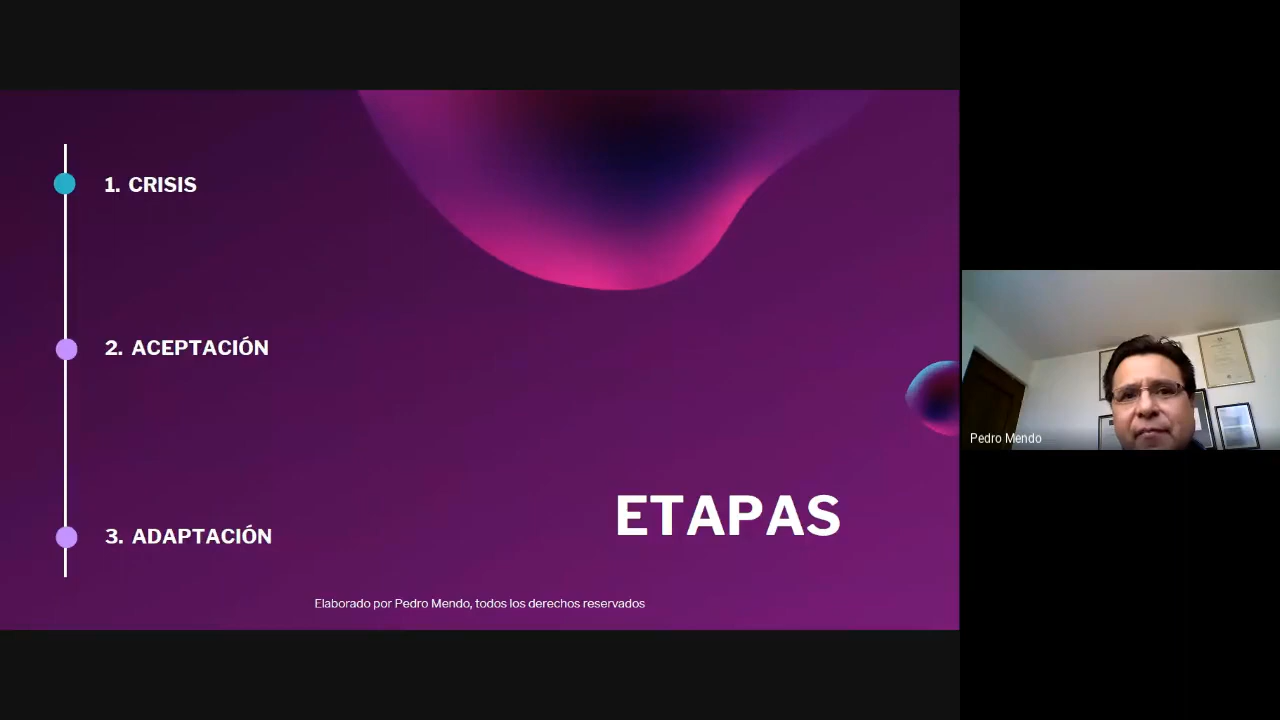 1. CRISIS
2. ACEPTACIÓN
3. ADAPTACIÓN
ETAPAS
Elaborado por Pedro Mendo, todos los derechos reservados
Pedro Mendo